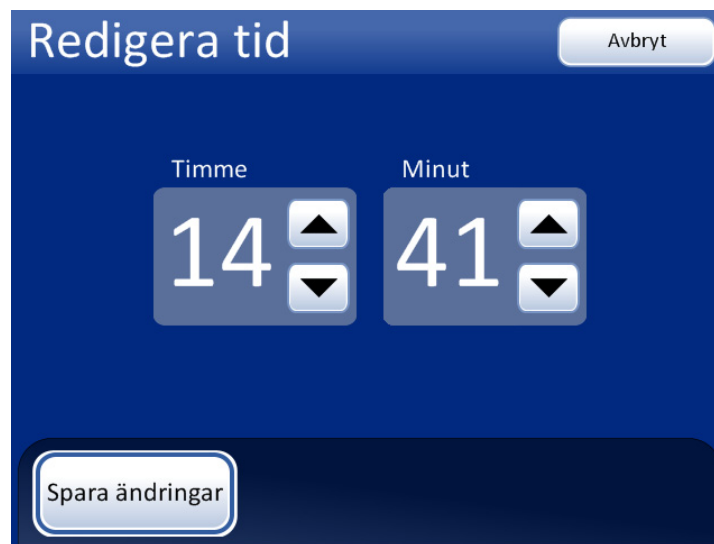 Redigera tid
Avbryt
Timme
Minut
14
41
Spara ändringar